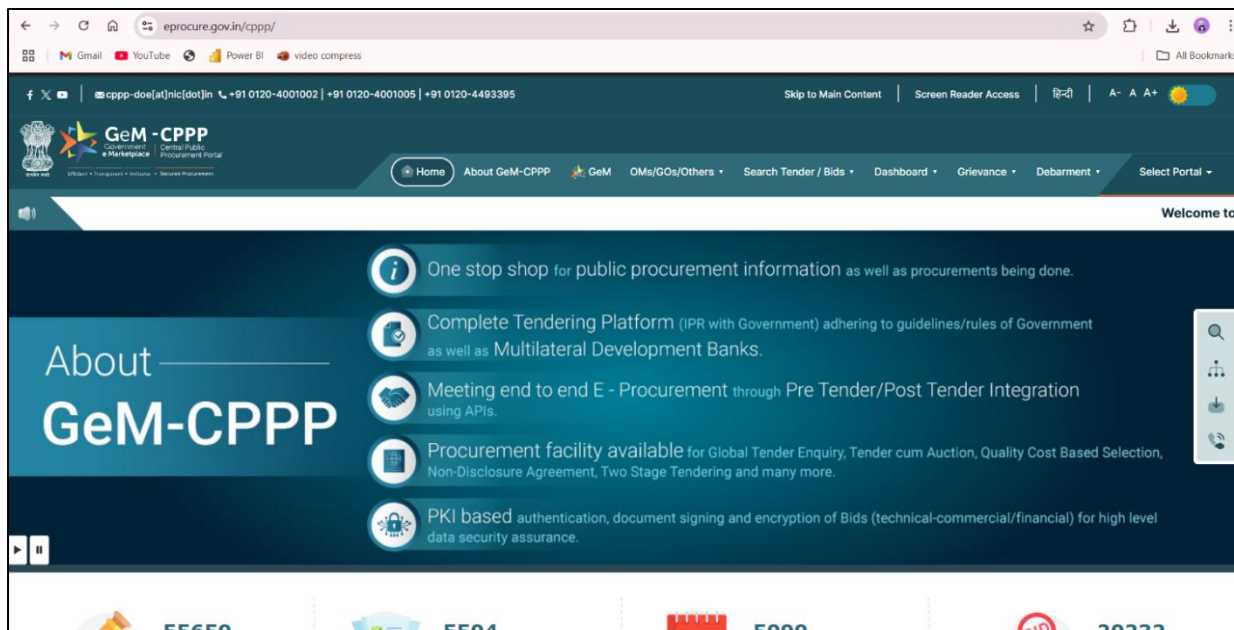 eprocure.gov.in/cppp/
Gmail YouTube Power BI video compress All Bookmarks
cppp-doe[at]nic[dot]in +91 0120-4001002 | +91 0120-4001005 | +91 0120-4493395 Skip to Main Content Screen Reader Access हिन्दी A- A A+
GeM - CPPP
Government Central Public
e Marketplace Procurement Portal
Efficient • Transparent • Inclusive • Secured Procurement
Home About GeM-CPPP GeM OMs/GOs/Others Search Tender / Bids Dashboard Grievance Debarment Select Portal
Welcome to
About
GeM-CPPP
One stop shop for public procurement information as well as procurements being done.
Complete Tendering Platform (IPR with Government) adhering to guidelines/rules of Government
as well as Multilateral Development Banks.
Meeting end to end E - Procurement through Pre Tender/Post Tender Integration
using APIs.
Procurement facility available for Global Tender Enquiry, Tender cum Auction, Quality Cost Based Selection,
Non-Disclosure Agreement, Two Stage Tendering and many more.
PKI based authentication, document signing and encryption of Bids (technical-commercial/financial) for high level
data security assurance.